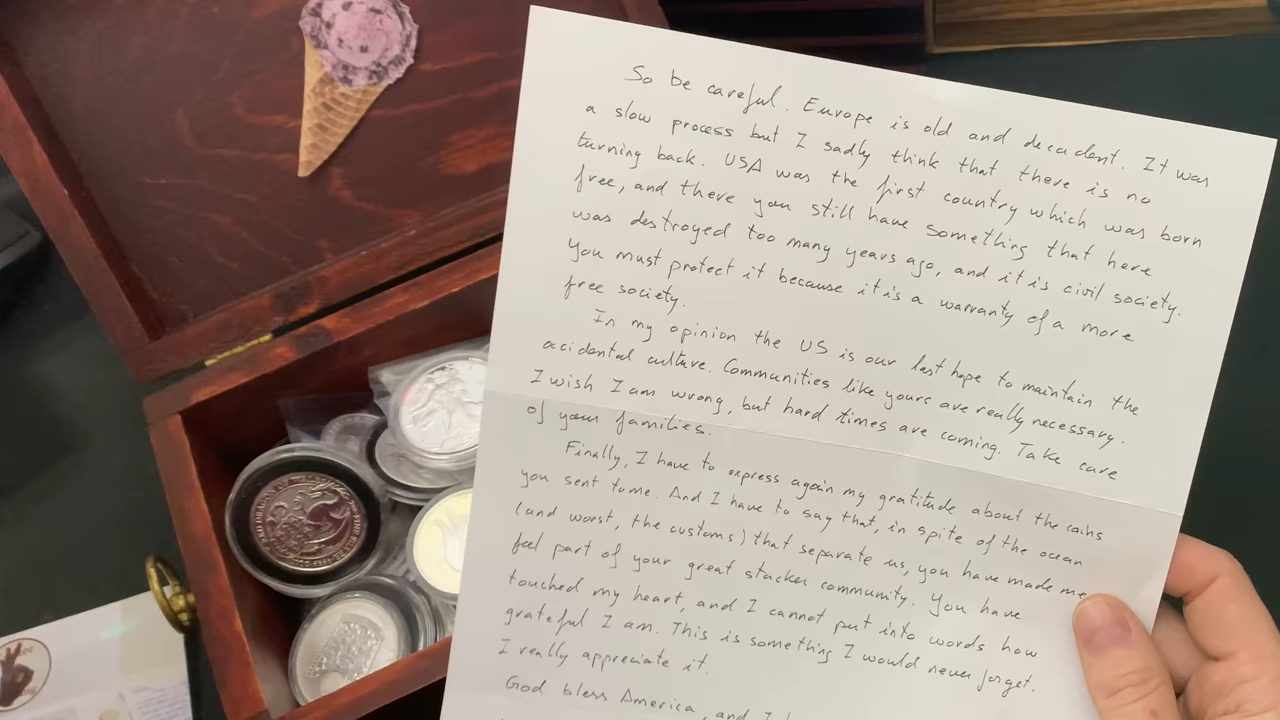 So be careful. Europe is old and decadent. It was
a slow process but I sadly think that there is no
turning back. USA was the first country which was born
free, and there you still have something that here
was destroyed too many years ago, and it is civil society.
You must protect it because it is a warranty of a more
free society.
In my opinion the US is our last hope to maintain the
occidental culture. Communities like yours are really necessary.
I wish I am wrong, but hard times are coming. Take care
of your families.
Finally, I have to express again my gratitude about the coins
you sent to me. And I have to say that, in spite of the ocean
(and worst, the customs) that separate us, you have made me
feel part of your great stacker community. You have
touched my heart, and I cannot put into words how
grateful I am. This is something I would never forget.
I really appreciate it.
God bless America, and I
RED DRAGON OF